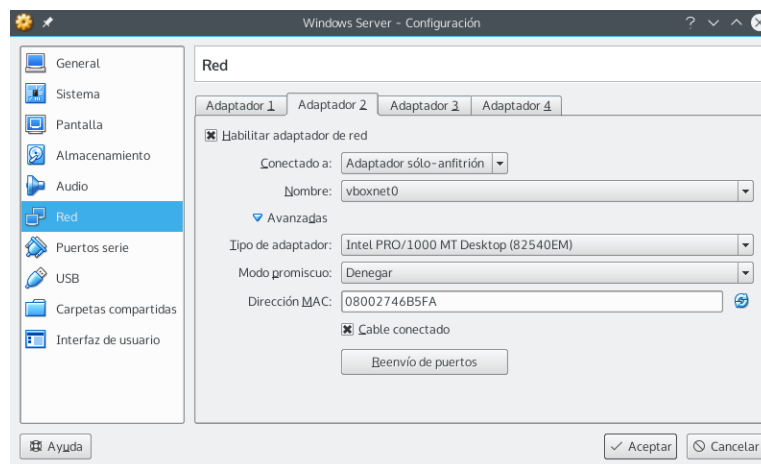 Windows Server - Configuración
General
Sistema
Pantalla
Almacenamiento
Audio
Red
Puertos serie
USB
Carpetas compartidas
Interfaz de usuario
Red
Adaptador 1 Adaptador 2 Adaptador 3 Adaptador 4
Habilitar adaptador de red
Conectado a: Adaptador sólo-anfitrión
Nombre: vboxnet0
Avanzadas
Tipo de adaptador: Intel PRO/1000 MT Desktop (82540EM)
Modo promiscuo: Denegar
Dirección MAC: 08002746B5FA
Cable conectado
Reenvío de puertos
Ayuda Aceptar Cancelar